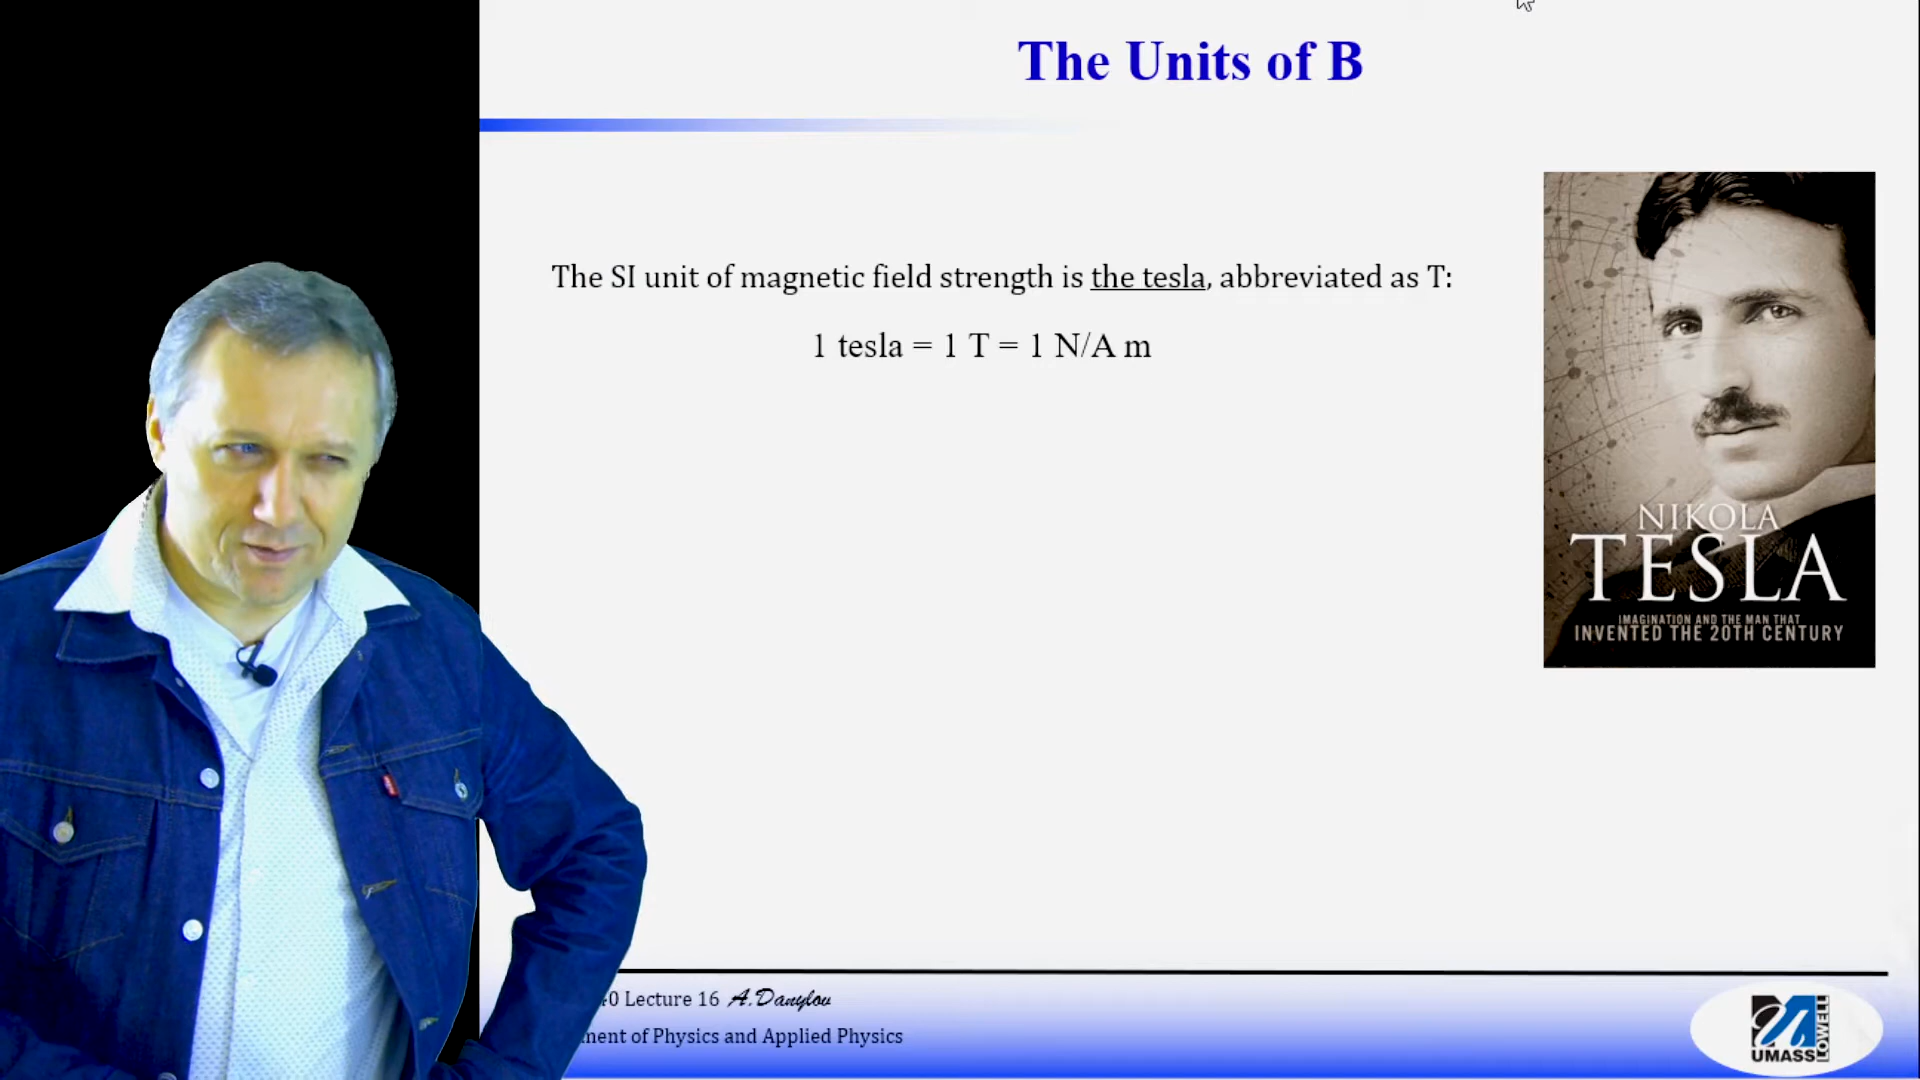 The Units of B
The SI unit of magnetic field strength is the tesla, abbreviated as T:
1 tesla = 1 T = 1 N/A m
NIKOLA
TESLA
IMAGINATION AND THE MAN THAT
INVENTED THE 20TH CENTURY
40 Lecture 16 A.Danylov
ment of Physics and Applied Physics
UMASS
LOWELL